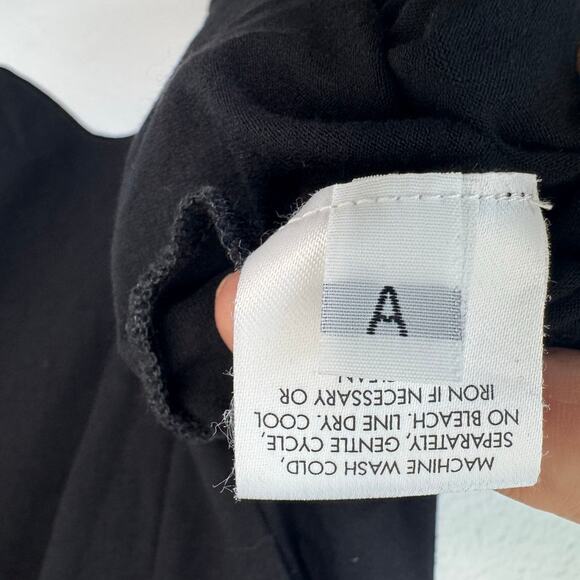 A
MACHINE WASH COLD,
SEPARATELY, GENTLE CYCLE,
NO BLEACH. LINE DRY. COOL
IRON IF NECESSARY OR